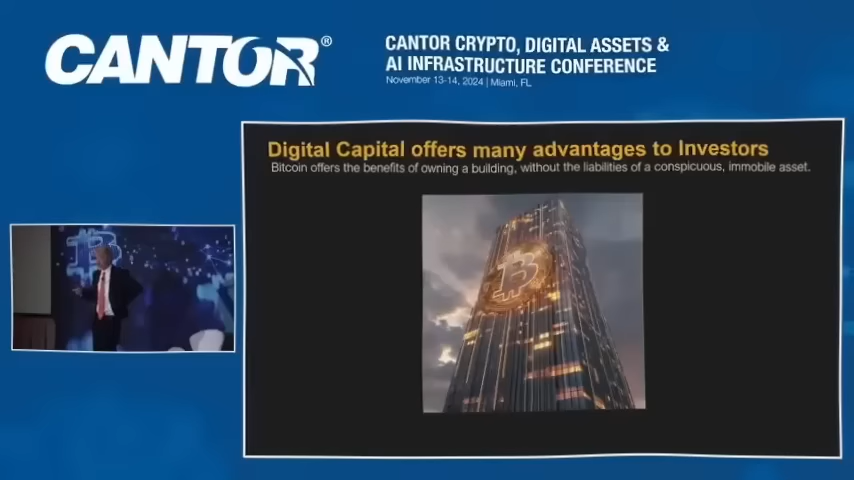 CANTOR®
CANTOR CRYPTO, DIGITAL ASSETS &
AI INFRASTRUCTURE CONFERENCE
November 13-14, 2024 | Miami, FL
Digital Capital offers many advantages to Investors
Bitcoin offers the benefits of owning a building, without the liabilities of a conspicuous, immobile asset.